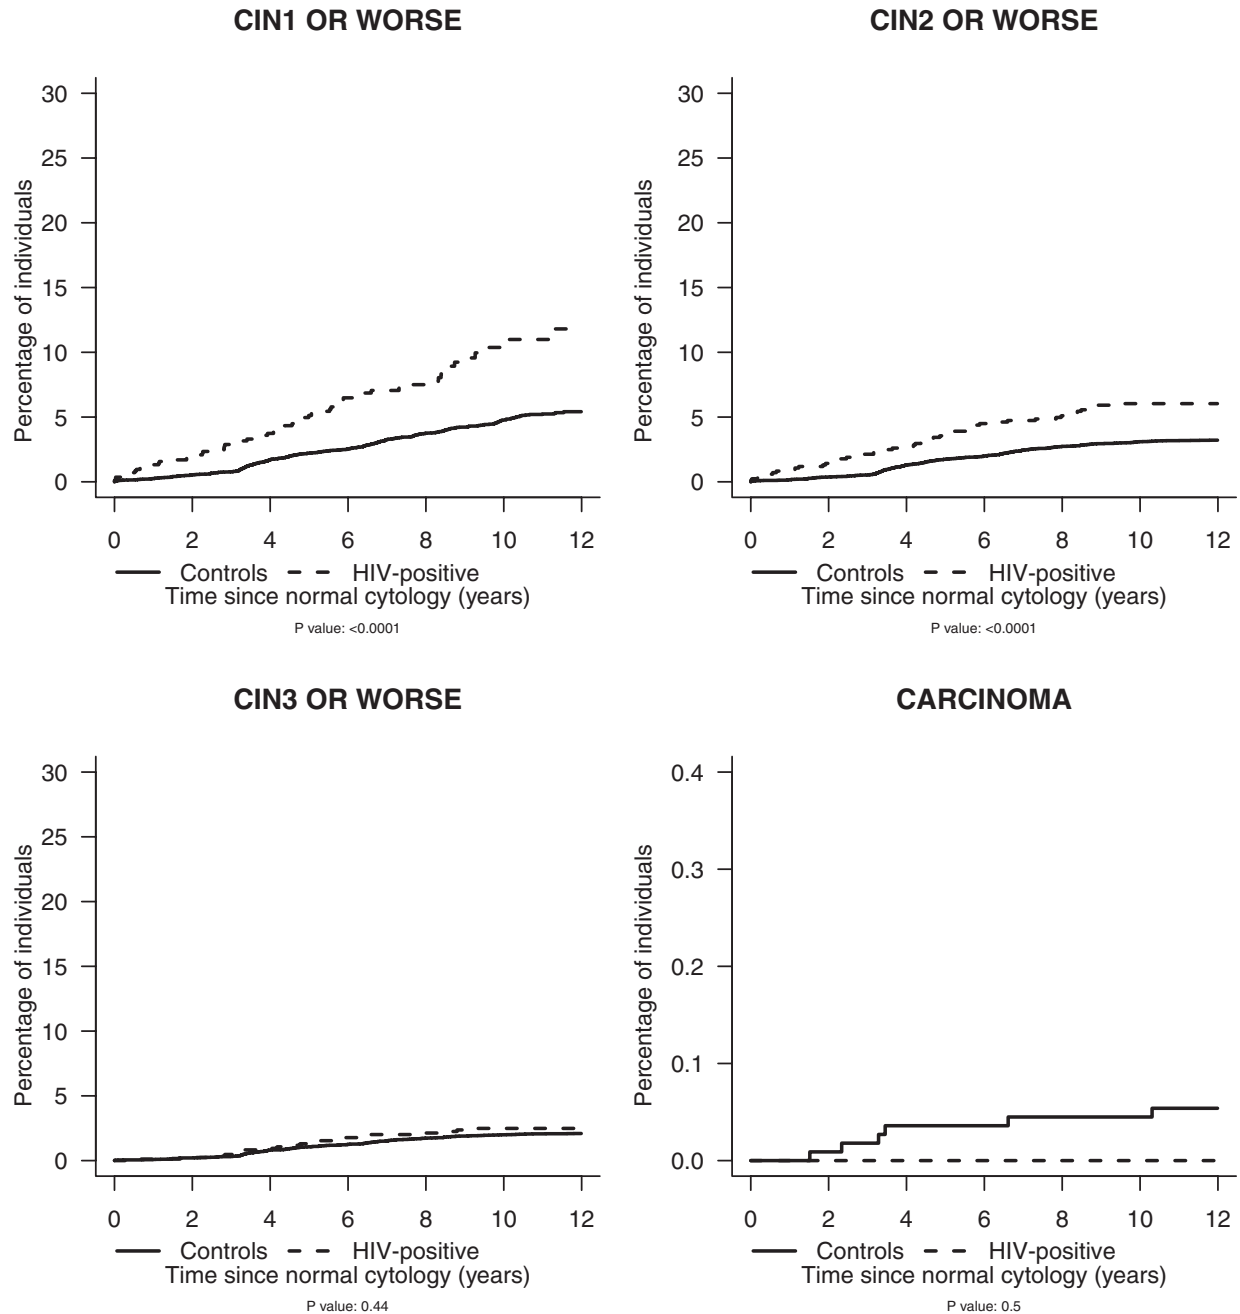 CIN1 OR WORSE
Percentage of individuals
30
25
20
15
10
5
0
0 2 4 6 8 10 12
Controls HIV-positive
Time since normal cytology (years)
P value: <0.0001
CIN2 OR WORSE
Percentage of individuals
30
25
20
15
10
5
0
0 2 4 6 8 10 12
Controls HIV-positive
Time since normal cytology (years)
P value: <0.0001
CIN3 OR WORSE
Percentage of individuals
30
25
20
15
10
5
0
0 2 4 6 8 10 12
Controls HIV-positive
Time since normal cytology (years)
P value: 0.44
CARCINOMA
Percentage of individuals
0.4
0.3
0.2
0.1
0.0
0 2 4 6 8 10 12
Controls HIV-positive
Time since normal cytology (years)
P value: 0.5